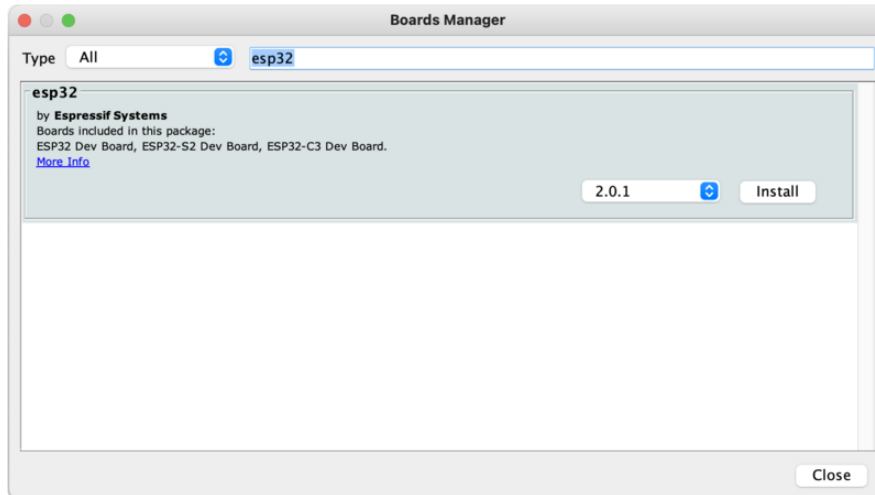 Boards Manager
Type All esp32
esp32
by Espressif Systems
Boards included in this package:
ESP32 Dev Board, ESP32-S2 Dev Board, ESP32-C3 Dev Board.
More Info
2.0.1 Install
Close